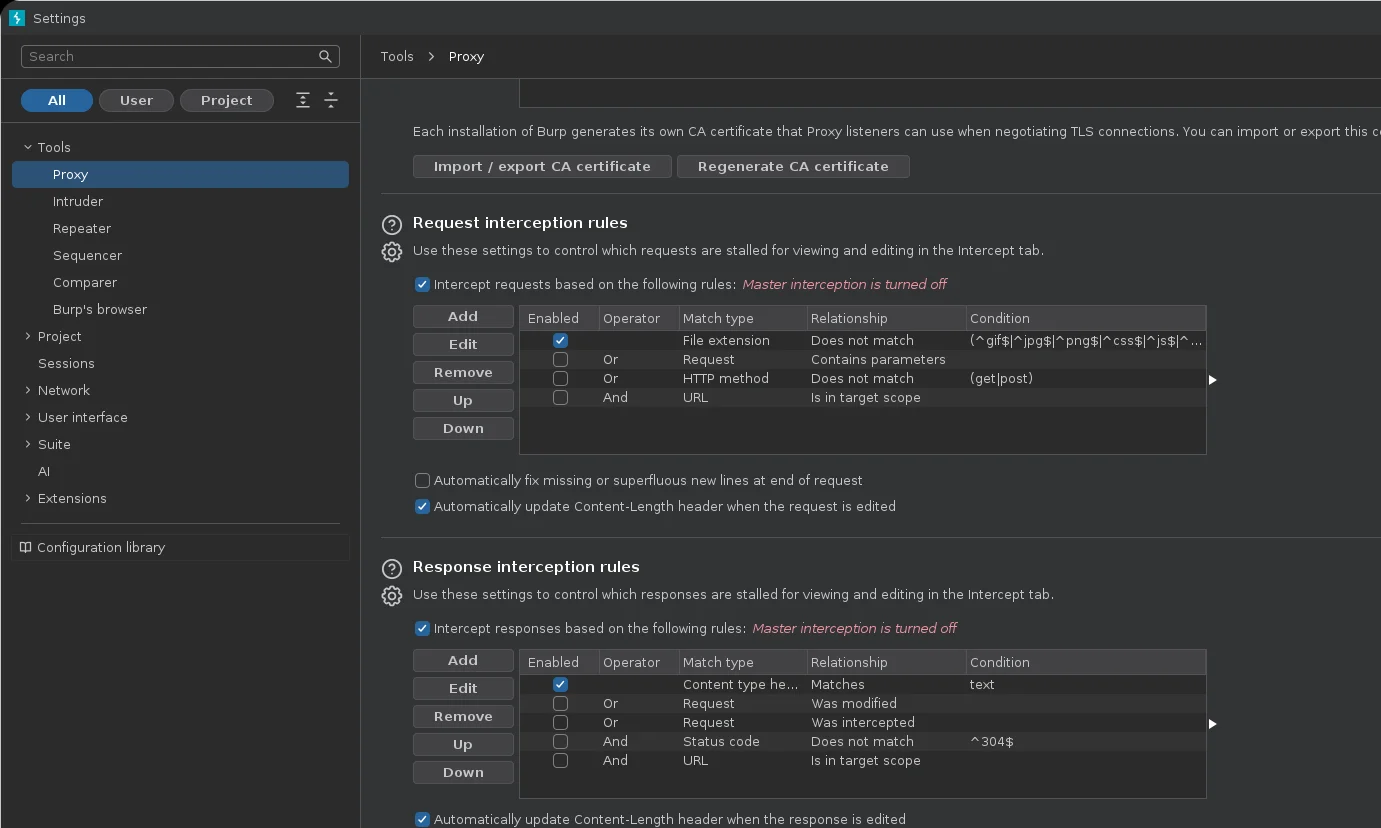 Settings
Search
All User Project
Tools
Proxy
Intruder
Repeater
Sequencer
Comparer
Burp's browser
Project
Sessions
Network
User interface
Suite
AI
Extensions
Configuration library
Tools > Proxy
Each installation of Burp generates its own CA certificate that Proxy listeners can use when negotiating TLS connections. You can import or export this c
Import / export CA certificate Regenerate CA certificate
Request interception rules
Use these settings to control which requests are stalled for viewing and editing in the Intercept tab.
Intercept requests based on the following rules: Master interception is turned off
Add
Edit
Remove
Up
Down
Enabled Operator Match type Relationship Condition
File extension Does not match (^gif$|^jpg$|^png$|^css$|^js$|^...
Or Request Contains parameters
Or HTTP method Does not match (get|post)
And URL Is in target scope
Automatically fix missing or superfluous new lines at end of request
Automatically update Content-Length header when the request is edited
Response interception rules
Use these settings to control which responses are stalled for viewing and editing in the Intercept tab.
Intercept responses based on the following rules: Master interception is turned off
Add
Edit
Remove
Up
Down
Enabled Operator Match type Relationship Condition
Content type he... Matches text
Or Request Was modified
Or Request Was intercepted
And Status code Does not match ^304$
And URL Is in target scope
Automatically update Content-Length header when the response is edited